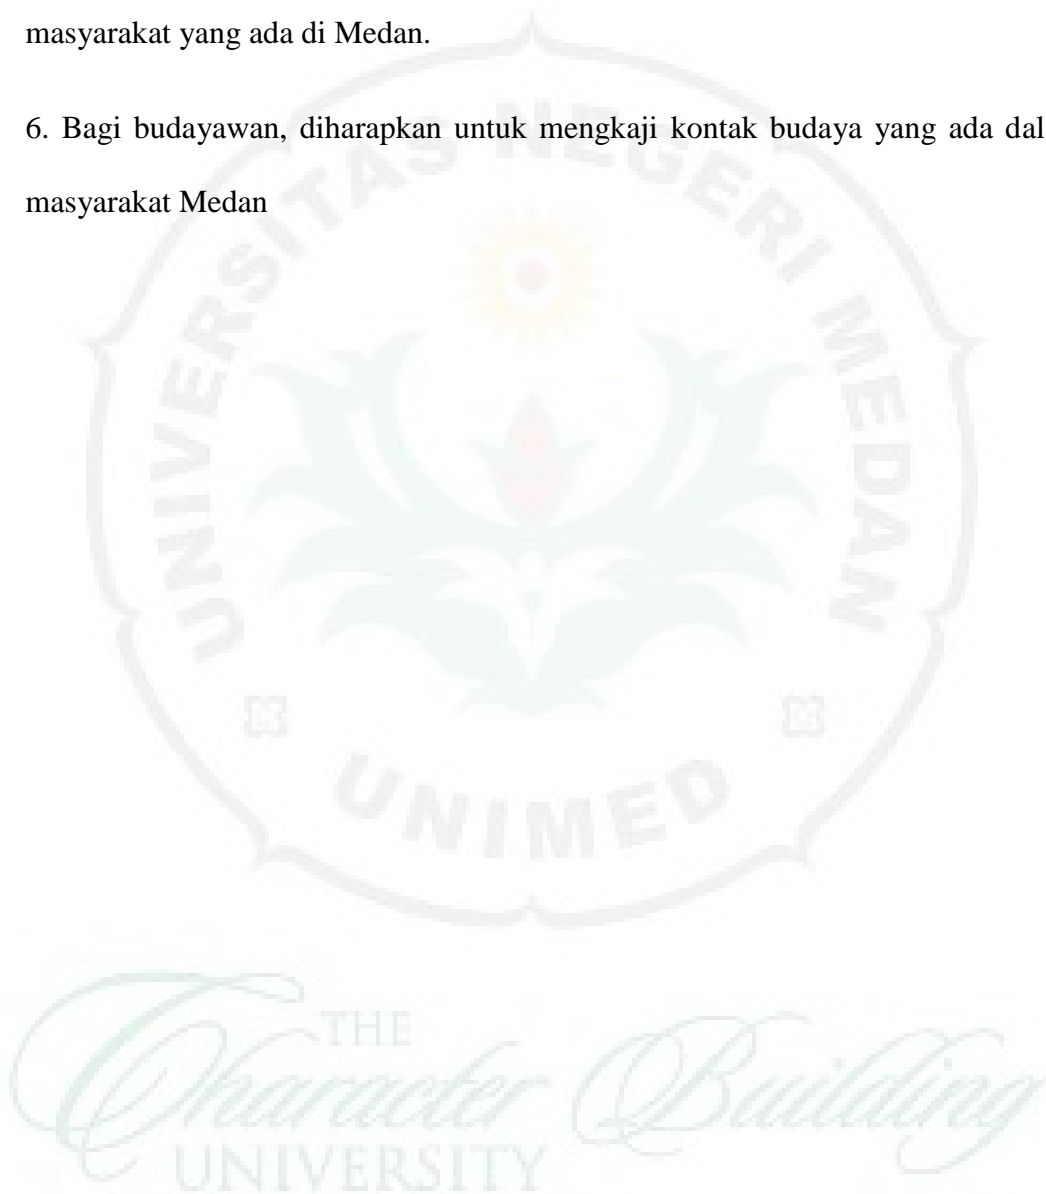 masyarakat yang ada di Medan.
6. Bagi budayawan, diharapkan untuk mengkaji kontak budaya yang ada dal
masyarakat Medan
UNIVERSITAS NEGERI MEDAN
UNIMED
THE
Character Building
UNIVERSITY